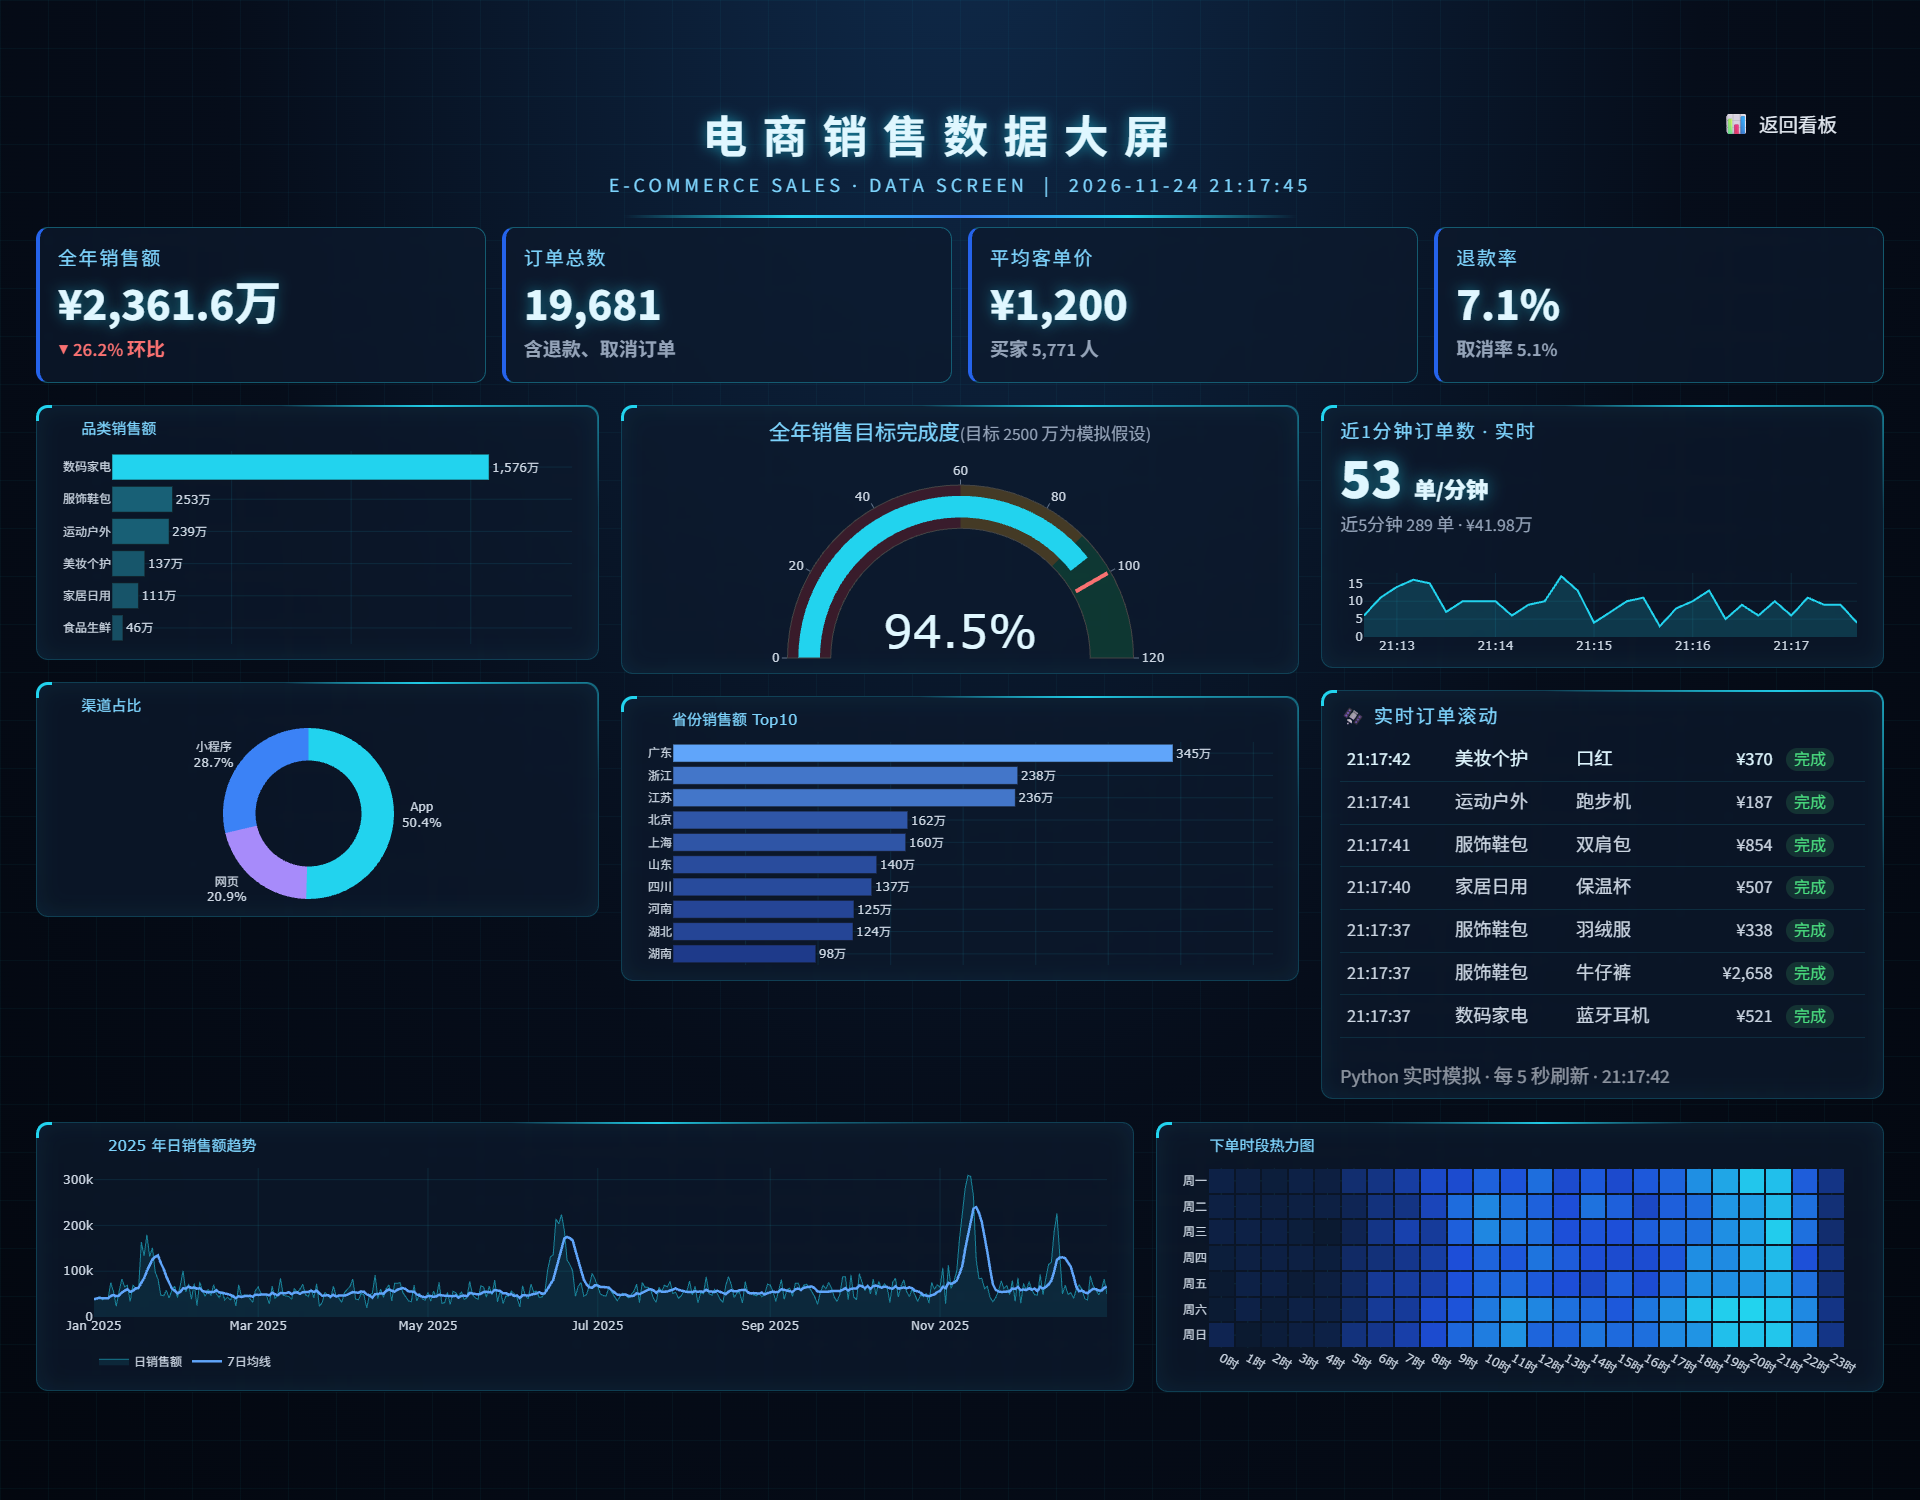 电商销售数据大屏
E-COMMERCE SALES · DATA SCREEN | 2026-11-24 21:17:45
返回看板
全年销售额
¥2,361.6万
▼ 26.2% 环比
订单总数
19,681
含退款、取消订单
平均客单价
¥1,200
买家 5,771 人
退款率
7.1%
取消率 5.1%
品类销售额
数码家电 1,576万
服饰鞋包 253万
运动户外 239万
美妆个护 137万
家居日用 111万
食品生鲜 46万
渠道占比
小程序
28.7%
App
50.4%
网页
20.9%
全年销售目标完成度(目标 2500 万为模拟假设)
0
20
40
60
80
100
120
94.5%
省份销售额 Top10
广东 345万
浙江 238万
江苏 236万
北京 162万
上海 160万
山东 140万
四川 137万
河南 125万
湖北 124万
湖南 98万
近1分钟订单数 · 实时
53 单/分钟
近5分钟 289 单 · ¥41.98万
15
10
5
0
21:13 21:14 21:15 21:16 21:17
实时订单滚动
21:17:42 美妆个护 口红 ¥370 完成
21:17:41 运动户外 跑步机 ¥187 完成
21:17:41 服饰鞋包 双肩包 ¥854 完成
21:17:40 家居日用 保温杯 ¥507 完成
21:17:37 服饰鞋包 羽绒服 ¥338 完成
21:17:37 服饰鞋包 牛仔裤 ¥2,658 完成
21:17:37 数码家电 蓝牙耳机 ¥521 完成
Python 实时模拟 · 每 5 秒刷新 · 21:17:42
2025 年日销售额趋势
300k
200k
100k
0
Jan 2025 Mar 2025 May 2025 Jul 2025 Sep 2025 Nov 2025
日销售额 7日均线
下单时段热力图
周一
周二
周三
周四
周五
周六
周日
0时 1时 2时 3时 4时 5时 6时 7时 8时 9时 10时 11时 12时 13时 14时 15时 16时 17时 18时 19时 20时 21时 22时 23时